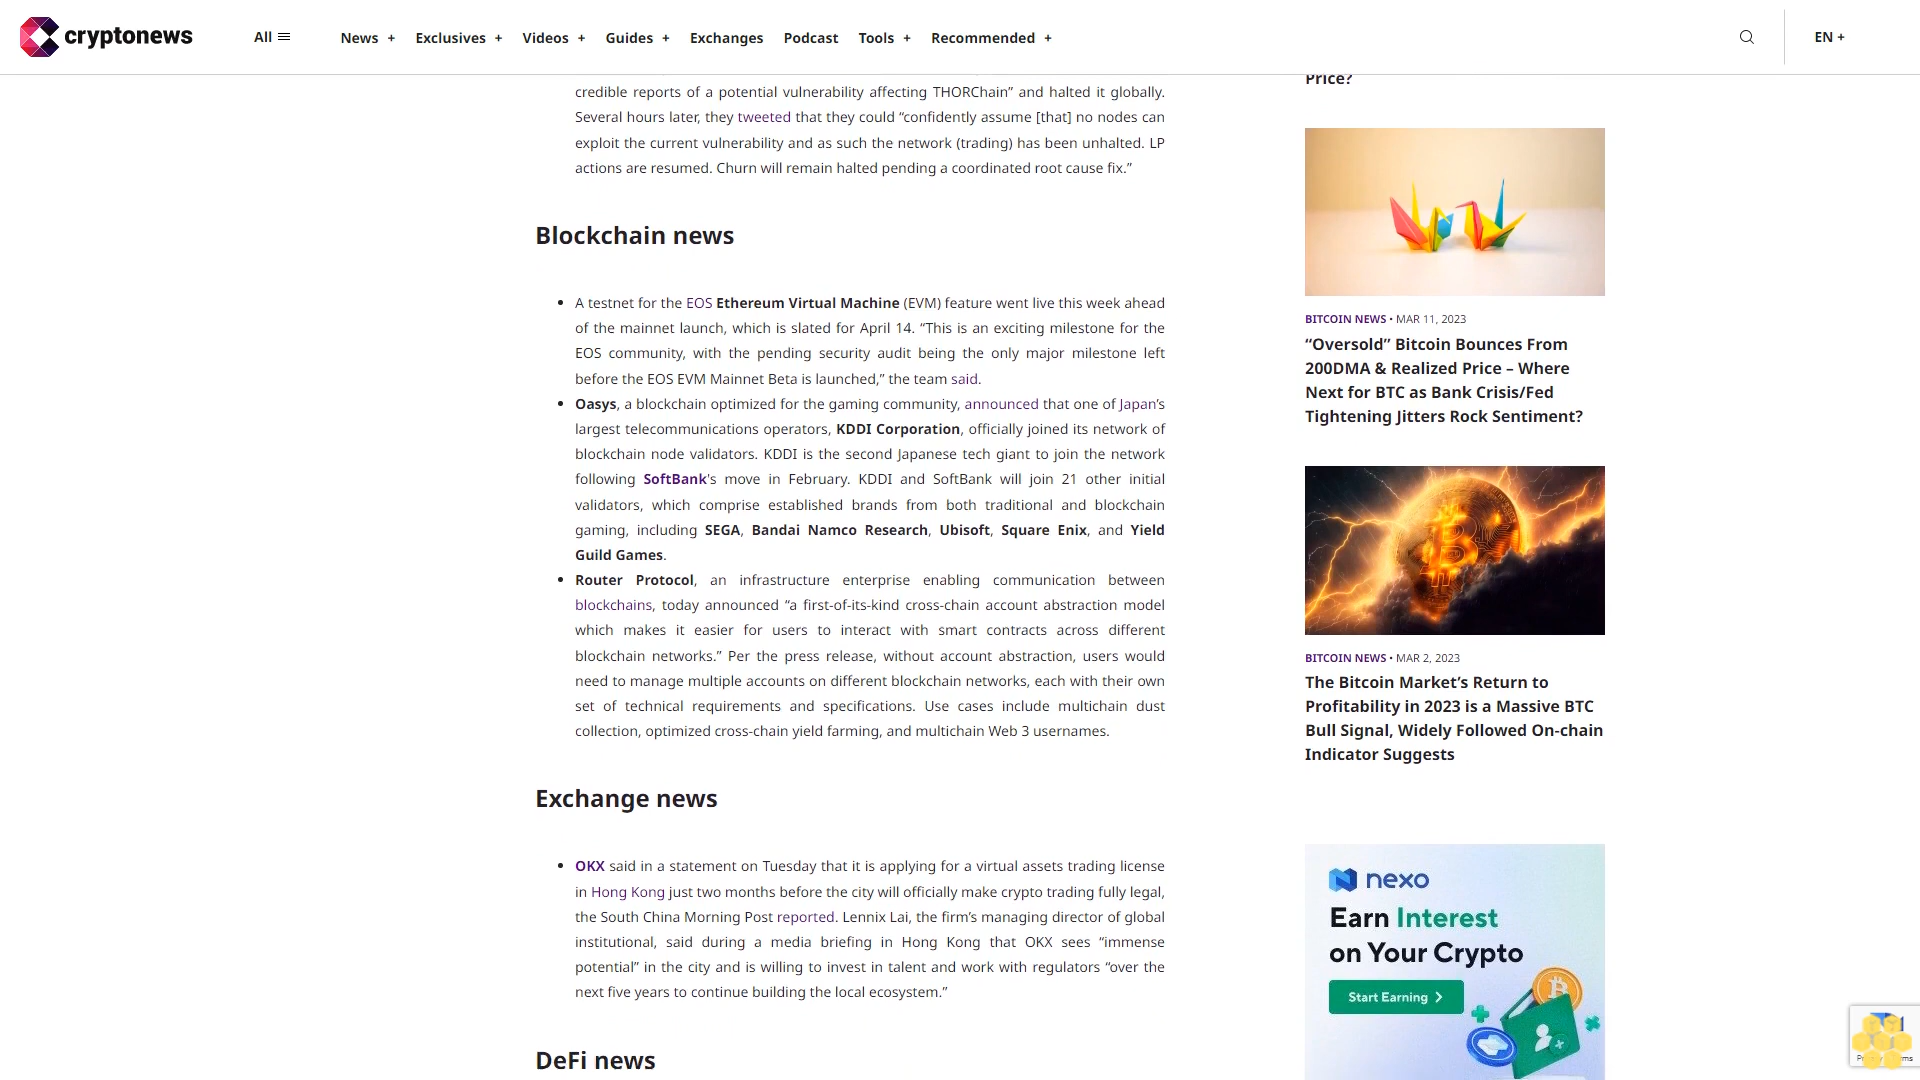 cryptonews
All
News +
Exclusives +
Videos +
Guides +
Exchanges
Podcast
Tools +
Recommended +
EN +
credible reports of a potential vulnerability affecting THORChain” and halted it globally.
Several hours later, they tweeted that they could “confidently assume [that] no nodes can
exploit the current vulnerability and as such the network (trading) has been unhalted. LP
actions are resumed. Churn will remain halted pending a coordinated root cause fix.”
Blockchain news
A testnet for the EOS Ethereum Virtual Machine (EVM) feature went live this week ahead
of the mainnet launch, which is slated for April 14. “This is an exciting milestone for the
EOS community, with the pending security audit being the only major milestone left
before the EOS EVM Mainnet Beta is launched,” the team said.
Oasys, a blockchain optimized for the gaming community, announced that one of Japan’s
largest telecommunications operators, KDDI Corporation, officially joined its network of
blockchain node validators. KDDI is the second Japanese tech giant to join the network
following SoftBank's move in February. KDDI and SoftBank will join 21 other initial
validators, which comprise established brands from both traditional and blockchain
gaming, including SEGA, Bandai Namco Research, Ubisoft, Square Enix, and Yield
Guild Games.
Router Protocol, an infrastructure enterprise enabling communication between
blockchains, today announced “a first-of-its-kind cross-chain account abstraction model
which makes it easier for users to interact with smart contracts across different
blockchain networks.” Per the press release, without account abstraction, users would
need to manage multiple accounts on different blockchain networks, each with their own
set of technical requirements and specifications. Use cases include multichain dust
collection, optimized cross-chain yield farming, and multichain Web 3 usernames.
Exchange news
OKX said in a statement on Tuesday that it is applying for a virtual assets trading license
in Hong Kong just two months before the city will officially make crypto trading fully legal,
the South China Morning Post reported. Lennix Lai, the firm’s managing director of global
institutional, said during a media briefing in Hong Kong that OKX sees “immense
potential” in the city and is willing to invest in talent and work with regulators “over the
next five years to continue building the local ecosystem.”
DeFi news
Price?
BITCOIN NEWS • MAR 11, 2023
“Oversold” Bitcoin Bounces From
200DMA & Realized Price – Where
Next for BTC as Bank Crisis/Fed
Tightening Jitters Rock Sentiment?
BITCOIN NEWS • MAR 2, 2023
The Bitcoin Market’s Return to
Profitability in 2023 is a Massive BTC
Bull Signal, Widely Followed On-chain
Indicator Suggests
nexo
Earn Interest
on Your Crypto
Start Earning